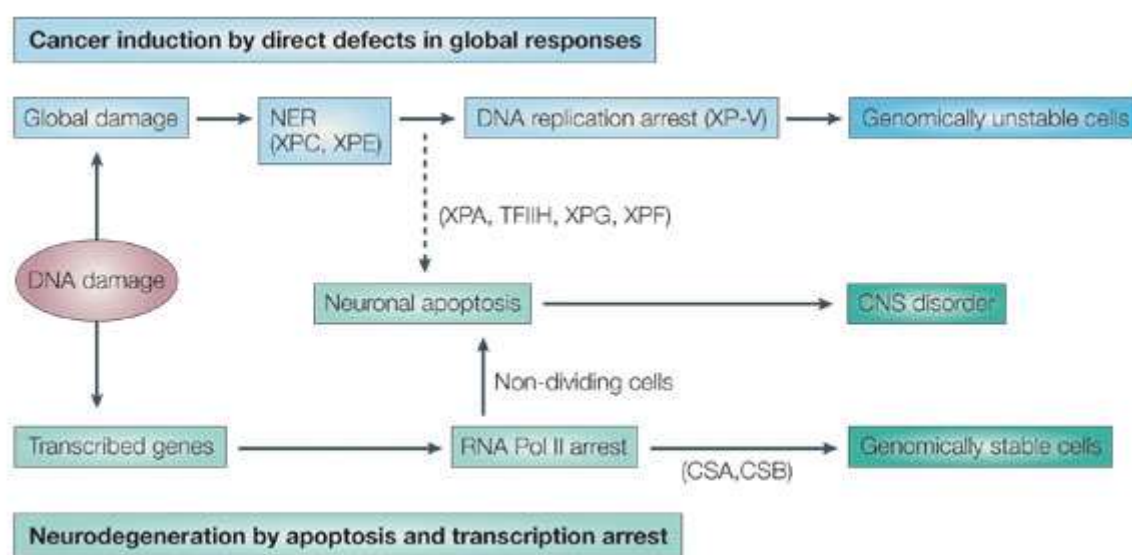 Cancer induction by direct defects in global responses
Global damage
NER
(XPC, XPE)
DNA replication arrest (XP-V)
Genomically unstable cells
(XPA, TFIIH, XPG, XPF)
DNA damage
Neuronal apoptosis
CNS disorder
Non-dividing cells
Transcribed genes
RNA Pol II arrest
(CSA,CSB)
Genomically stable cells
Neurodegeneration by apoptosis and transcription arrest